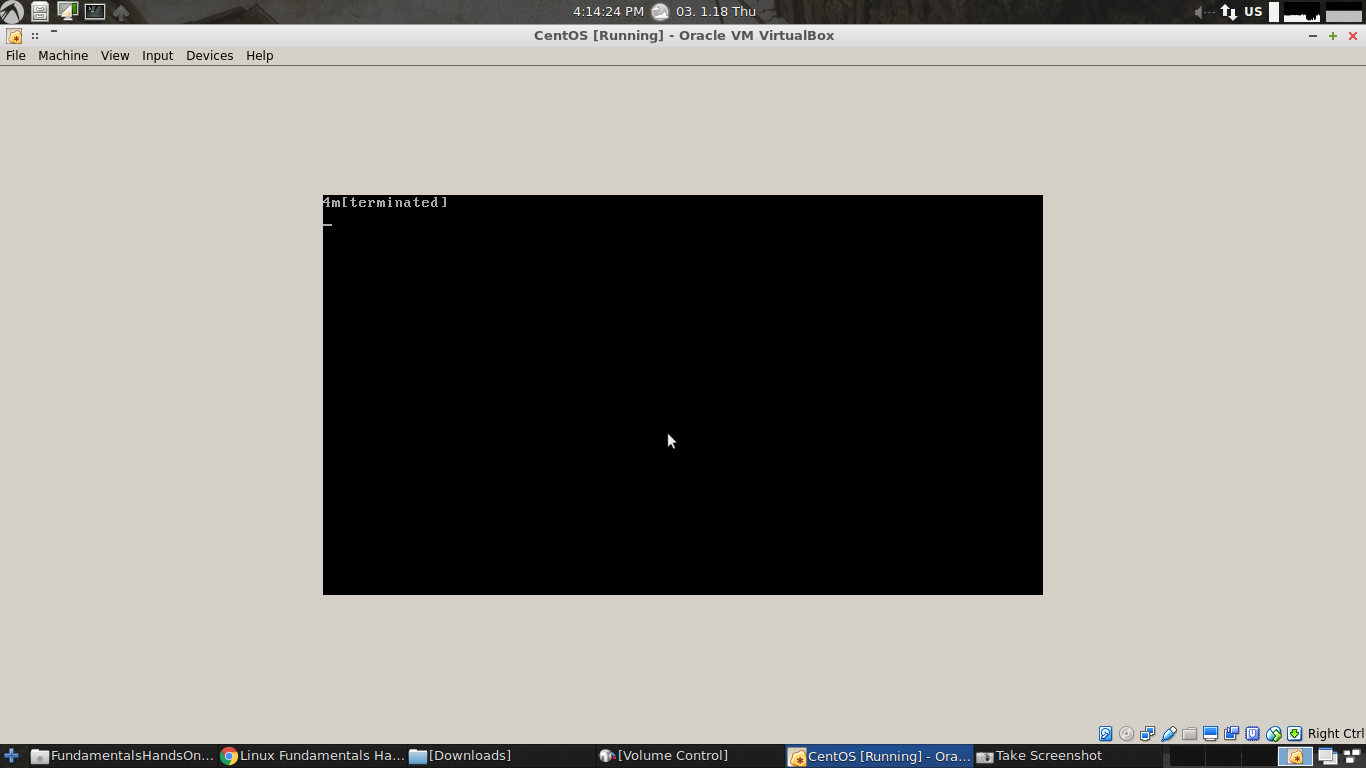 4:14:24 PM 03. 1.18 Thu US
CentOS [Running] - Oracle VM VirtualBox
File Machine View Input Devices Help
4m[terminated]
Right Ctrl
FundamentalsHandsOn... Linux Fundamentals Ha... [Downloads] [Volume Control] CentOS [Running] - Ora... Take Screenshot